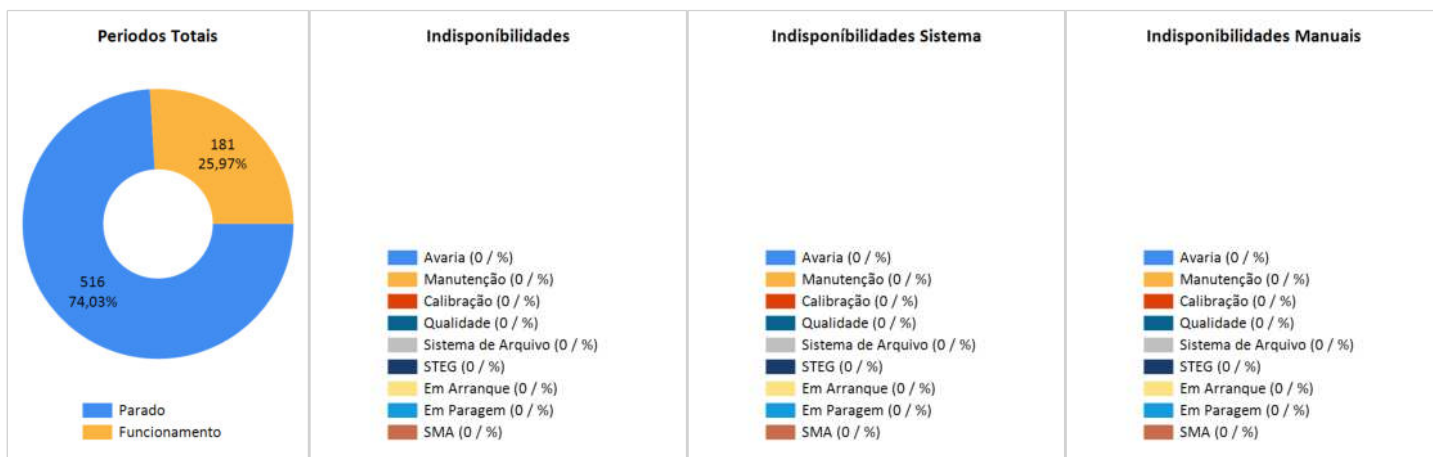 Periodos Totais
181
25,97%
516
74,03%
Parado
Funcionamento
Indisponíbilidades
Avaria (0 / %)
Manutenção (0 / %)
Calibração (0 / %)
Qualidade (0 / %)
Sistema de Arquivo (0 / %)
STEG (0 / %)
Em Arranque (0 / %)
Em Paragem (0 / %)
SMA (0 / %)
Indisponíbilidades Sistema
Avaria (0 / %)
Manutenção (0 / %)
Calibração (0 / %)
Qualidade (0 / %)
Sistema de Arquivo (0 / %)
STEG (0 / %)
Em Arranque (0 / %)
Em Paragem (0 / %)
SMA (0 / %)
Indisponibilidades Manuais
Avaria (0 / %)
Manutenção (0 / %)
Calibração (0 / %)
Qualidade (0 / %)
Sistema de Arquivo (0 / %)
STEG (0 / %)
Em Arranque (0 / %)
Em Paragem (0 / %)
SMA (0 / %)